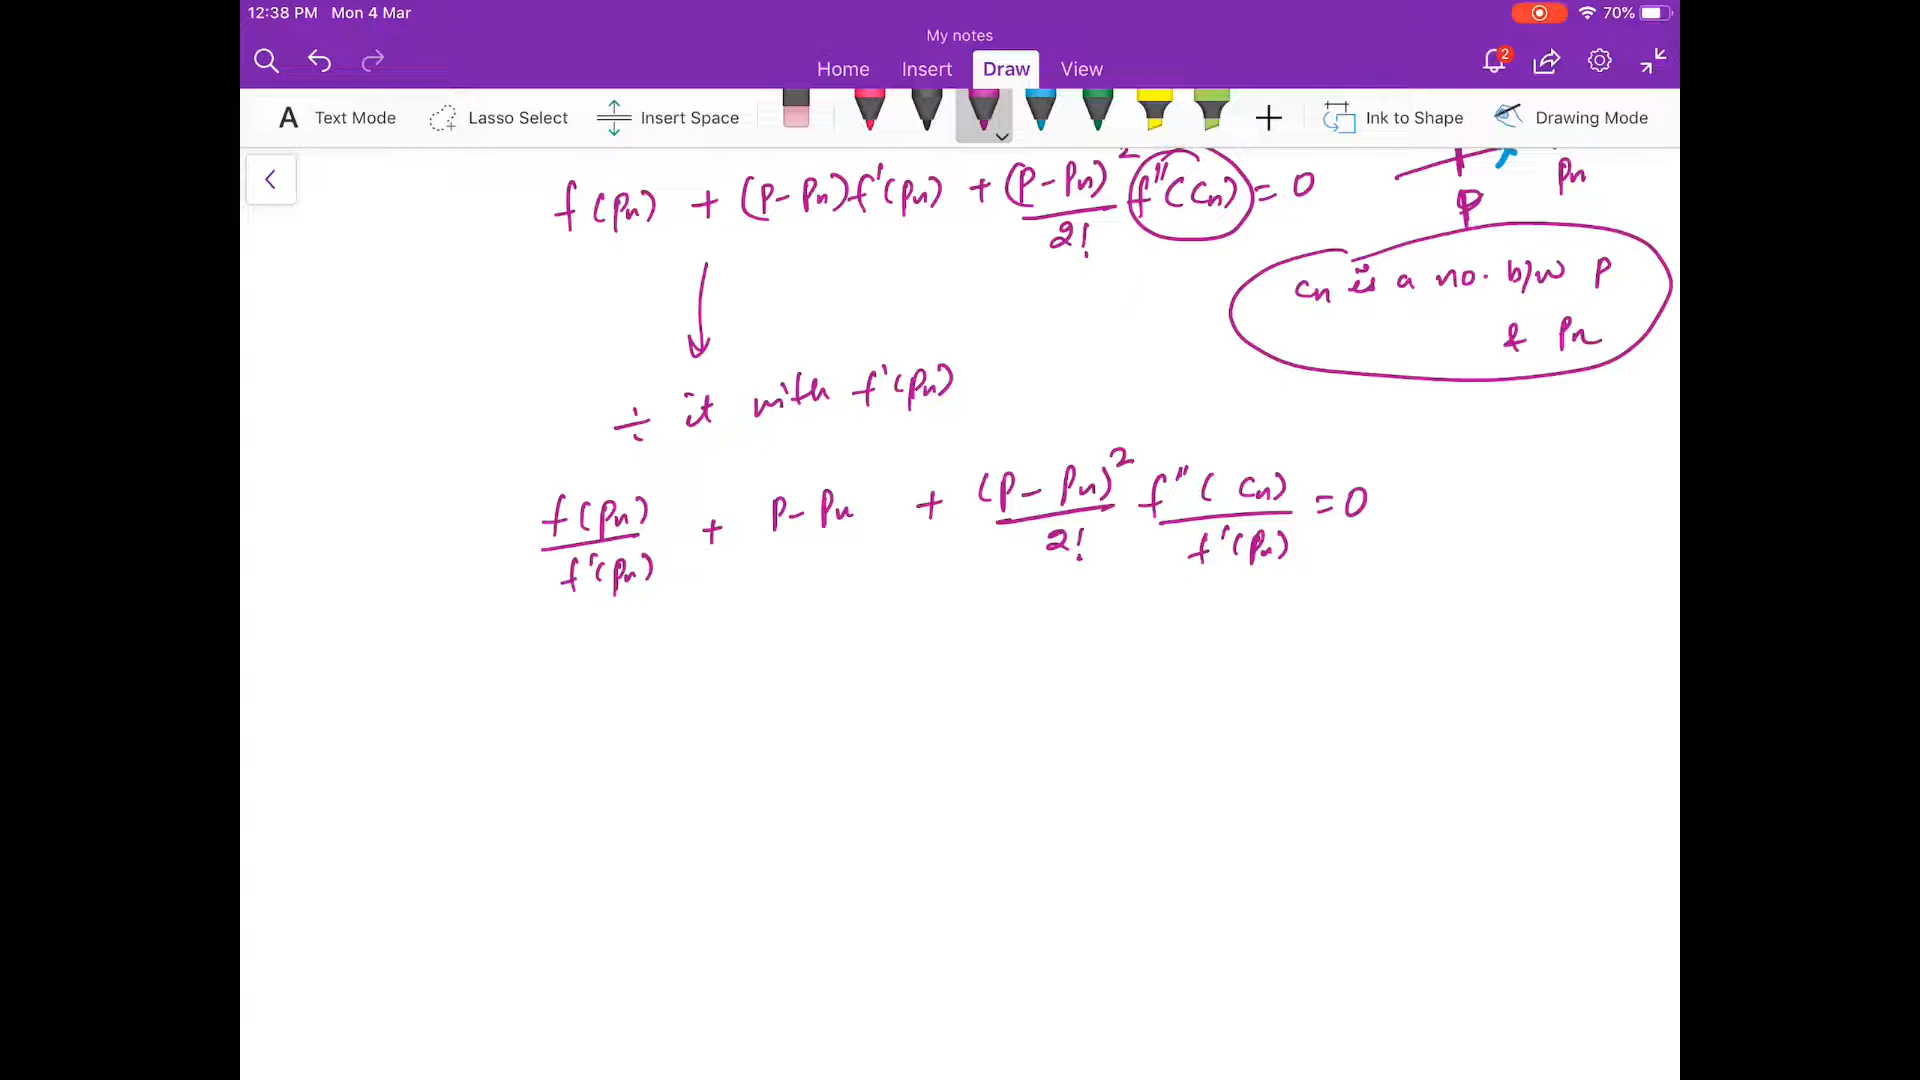 12:38 PM Mon 4 Mar 70%
My notes
2
Home Insert Draw View
A Text Mode Lasso Select Insert Space + Ink to Shape Drawing Mode
f(pn) + (p-pn)f'(pn) + (p-pn)²/2! f''(cn) = 0
pn
p
cn is a no. b/w p
& pn
÷ it with f'(pn)
f(pn)/f'(pn) + p-pn + (p-pn)²/2! f''(cn)/f'(pn) = 0